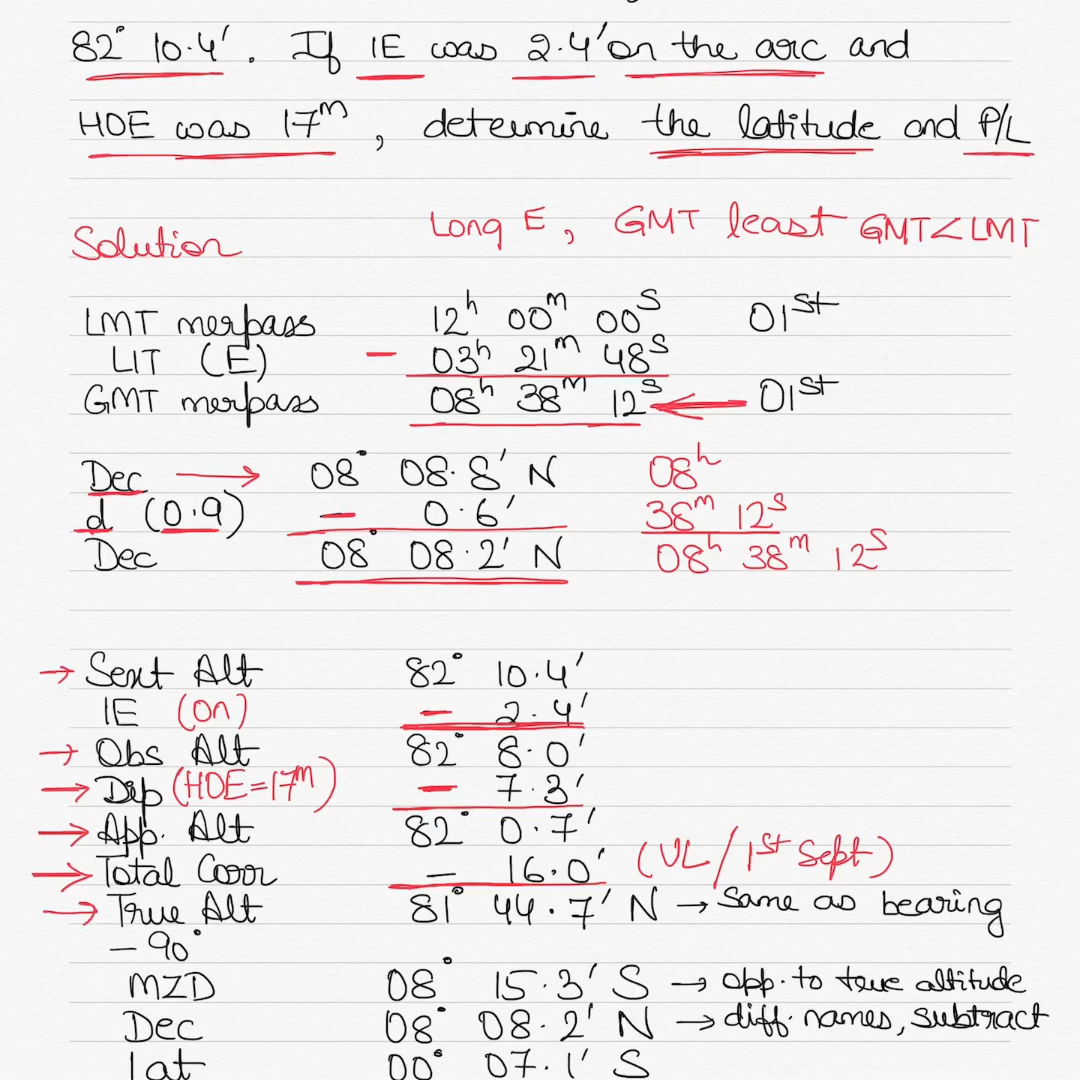 82° 10.4'. If IE was 2.4' on the arc and
HOE was 17m, determine the latitude and P/L
Solution Long E, GMT least GMT<LMT
LMT merpass 12h 00m 00s 01st
LIT (E) - 03h 21m 48s
GMT merpass 08h 38m 12s 01st
Dec → 08° 08.8' N 08h
d (0.9) - 0.6' 38m 12s
Dec 08° 08.2' N 08h 38m 12s
→ Sext Alt 82° 10.4'
IE (On) - 2.4'
→ Obs Alt 82° 8.0'
→ Dip (HOE=17m) - 7.3'
→ App. Alt 82° 0.7'
→ Total Corr - 16.0' (UL/1st Sept)
→ True Alt 81° 44.7' N → Same as bearing
- 90°
MZD 08° 15.3' S → opp. to true altitude
Dec 08° 08.2' N → diff. names, subtract
lat 00° 07.1' S